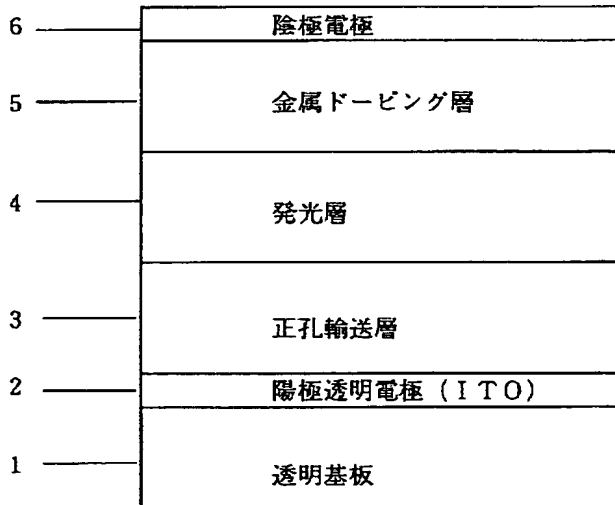 6 陰極電極
5 金属ドーピング層
4 発光層
3 正孔輸送層
2 陽極透明電極（ＩＴＯ）
1 透明基板